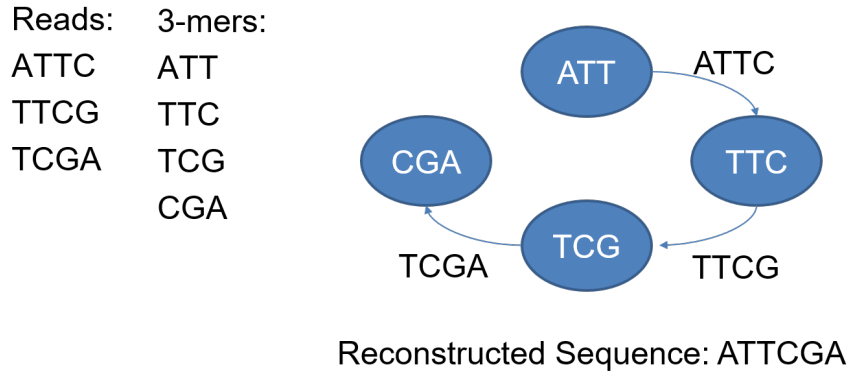 Reads:
ATTC
TTCG
TCGA
3-mers:
ATT
TTC
TCG
CGA
ATT
ATTC
TTC
TTCG
TCG
TCGA
CGA
Reconstructed Sequence: ATTCGA